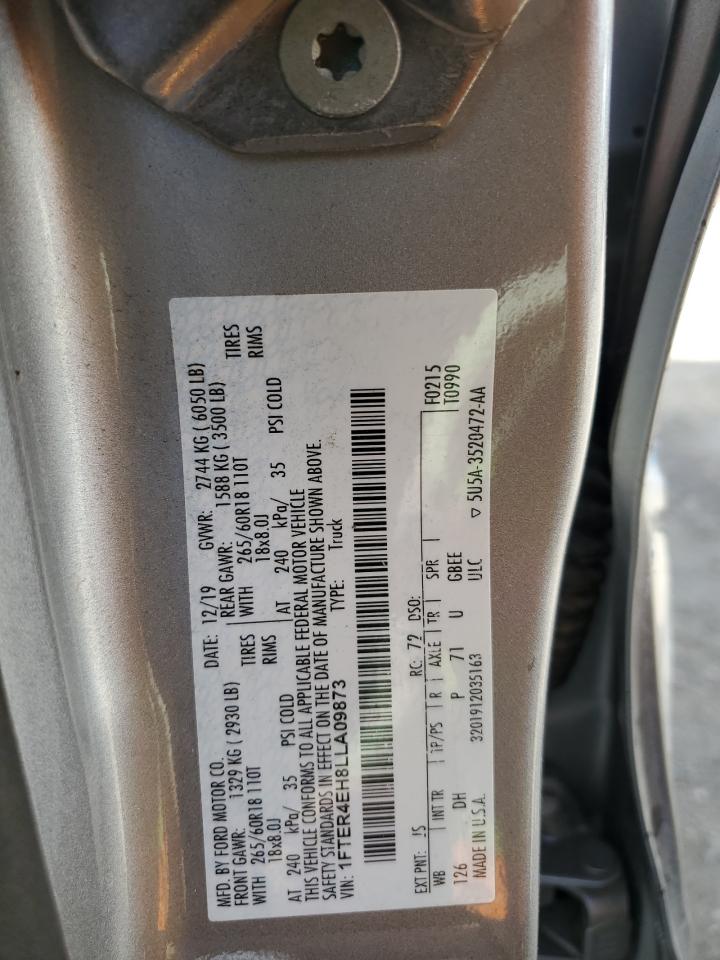 MFD. BY FORD MOTOR CO.
DATE: 12/19 GVWR: 2744 KG ( 6050 LB)
FRONT GAWR: 1329 KG ( 2930 LB) REAR GAWR: 1588 KG ( 3500 LB)
WITH 265/60R18 110T TIRES WITH 265/60R18 110T TIRES
18x8.0J RIMS 18x8.0J RIMS
AT 240 kPa/ 35 PSI COLD AT 240 kPa/ 35 PSI COLD
THIS VEHICLE CONFORMS TO ALL APPLICABLE FEDERAL MOTOR VEHICLE
SAFETY STANDARDS IN EFFECT ON THE DATE OF MANUFACTURE SHOWN ABOVE.
VIN: 1FTER4EH8LLA09873 TYPE: Truck
F0215
T0990
EXT PNT: JS RC: 72 DSO:
WB INT TR TP/PS R AXLE TR SPR
126 DH P 71 U GBEE
MADE IN U.S.A. 3201912035163 ULC ▽ 5U5A-3520472-AA